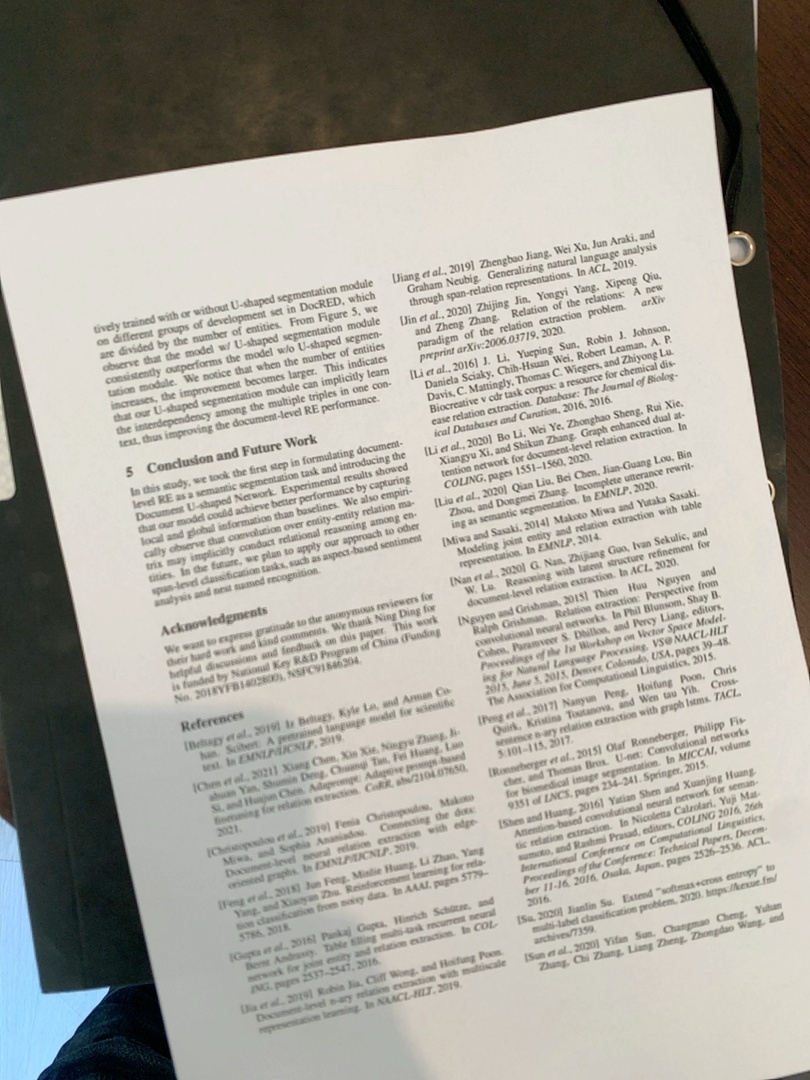 tively trained with or without U-shaped segmentation module
on different groups of development set in DocRED, which
are divided by the number of entities. From Figure 5, we
observe that the model w/ U-shaped segmentation module
consistently outperforms the model w/o U-shaped segmen-
tation module. We notice that when the number of entities
increases, the improvement becomes larger. This indicates
that our U-shaped segmentation module can implicitly learn
the interdependency among the multiple triples in one con-
text, thus improving the document-level RE performance.
5 Conclusion and Future Work
In this study, we took the first step in formulating document-
level RE as a semantic segmentation task and introducing the
Document U-shaped Network. Experimental results showed
that our model could achieve better performance by capturing
local and global information than baselines. We also empiri-
cally observe that convolution over entity-entity relation ma-
trix may implicitly conduct relational reasoning among en-
tities. In the future, we plan to apply our approach to other
span-level classification tasks, such as aspect-based sentiment
analysis and nest named recognition.
Acknowledgments
We want to express gratitude to the anonymous reviewers for
their hard work and kind comments. We thank Ning Ding for
helpful discussions and feedback on this paper. This work
is funded by National Key R&D Program of China (Funding
No. 2018YFB1402800), NSFC91846204.
References
[Beltagy et al., 2019] Iz Beltagy, Kyle Lo, and Arman Co-
han. Scibert: A pretrained language model for scientific
text. In EMNLP/IJCNLP, 2019.
[Chen et al., 2021] Xiang Chen, Xin Xie, Ningyu Zhang, Ji-
ahuan Yan, Shumin Deng, Chuanqi Tan, Fei Huang, Luo
Si, and Huajun Chen. Adaprompt: Adaptive prompt-based
finetuning for relation extraction. CoRR, abs/2104.07650,
2021.
[Christopoulou et al., 2019] Fenia Christopoulou, Makoto
Miwa, and Sophia Ananiadou. Connecting the dots:
Document-level neural relation extraction with edge-
oriented graphs. In EMNLP/IJCNLP, 2019.
[Feng et al., 2018] Jun Feng, Minlie Huang, Li Zhao, Yang
Yang, and Xiaoyan Zhu. Reinforcement learning for rela-
tion classification from noisy data. In AAAI, pages 5779–
5786, 2018.
[Gupta et al., 2016] Pankaj Gupta, Hinrich Schütze, and
Bernt Andrassy. Table filling multi-task recurrent neural
network for joint entity and relation extraction. In COL-
ING, pages 2537–2547, 2016.
[Jia et al., 2019] Robin Jia, Cliff Wong, and Hoifung Poon.
Document-level n-ary relation extraction with multiscale
representation learning. In NAACL-HLT, 2019.
[Jiang et al., 2019] Zhengbao Jiang, Wei Xu, Jun Araki, and
Graham Neubig. Generalizing natural language analysis
through span-relation representations. In ACL, 2019.
[Jin et al., 2020] Zhijing Jin, Yongyi Yang, Xipeng Qiu,
and Zheng Zhang. Relation of the relations: A new
paradigm of the relation extraction problem. arXiv
preprint arXiv:2006.03719, 2020.
[Li et al., 2016] J. Li, Yueping Sun, Robin J. Johnson,
Daniela Sciaky, Chih-Hsuan Wei, Robert Leaman, A. P.
Davis, C. Mattingly, Thomas C. Wiegers, and Zhiyong Lu.
Biocreative v cdr task corpus: a resource for chemical dis-
ease relation extraction. Database: The Journal of Biolog-
ical Databases and Curation, 2016, 2016.
[Li et al., 2020] Bo Li, Wei Ye, Zhonghao Sheng, Rui Xie,
Xiangyu Xi, and Shikun Zhang. Graph enhanced dual at-
tention network for document-level relation extraction. In
COLING, pages 1551–1560, 2020.
[Liu et al., 2020] Qian Liu, Bei Chen, Jian-Guang Lou, Bin
Zhou, and Dongmei Zhang. Incomplete utterance rewrit-
ing as semantic segmentation. In EMNLP, 2020.
[Miwa and Sasaki, 2014] Makoto Miwa and Yutaka Sasaki.
Modeling joint entity and relation extraction with table
representation. In EMNLP, 2014.
[Nan et al., 2020] G. Nan, Zhijiang Guo, Ivan Sekulic, and
W. Lu. Reasoning with latent structure refinement for
document-level relation extraction. In ACL, 2020.
[Nguyen and Grishman, 2015] Thien Huu Nguyen and
Ralph Grishman. Relation extraction: Perspective from
convolutional neural networks. In Phil Blunsom, Shay B.
Cohen, Paramveer S. Dhillon, and Percy Liang, editors,
Proceedings of the 1st Workshop on Vector Space Model-
ing for Natural Language Processing, VS@NAACL-HLT
2015, June 5, 2015, Denver, Colorado, USA, pages 39–48.
The Association for Computational Linguistics, 2015.
[Peng et al., 2017] Nanyun Peng, Hoifung Poon, Chris
Quirk, Kristina Toutanova, and Wen tau Yih. Cross-
sentence n-ary relation extraction with graph lstms. TACL,
5:101–115, 2017.
[Ronneberger et al., 2015] Olaf Ronneberger, Philipp Fis-
cher, and Thomas Brox. U-net: Convolutional networks
for biomedical image segmentation. In MICCAI, volume
9351 of LNCS, pages 234–241. Springer, 2015.
[Shen and Huang, 2016] Yatian Shen and Xuanjing Huang.
Attention-based convolutional neural network for seman-
tic relation extraction. In Nicoletta Calzolari, Yuji Mat-
sumoto, and Rashmi Prasad, editors, COLING 2016, 26th
International Conference on Computational Linguistics,
Proceedings of the Conference: Technical Papers, Decem-
ber 11-16, 2016, Osaka, Japan, pages 2526–2536. ACL,
2016.
[Su, 2020] Jianlin Su. Extend "softmax+cross entropy" to
multi-label classification problem, 2020. https://kexue.fm/
archives/7359.
[Sun et al., 2020] Yifan Sun, Changmao Cheng, Yuhan
Zhang, Chi Zhang, Liang Zheng, Zhongdao Wang, and